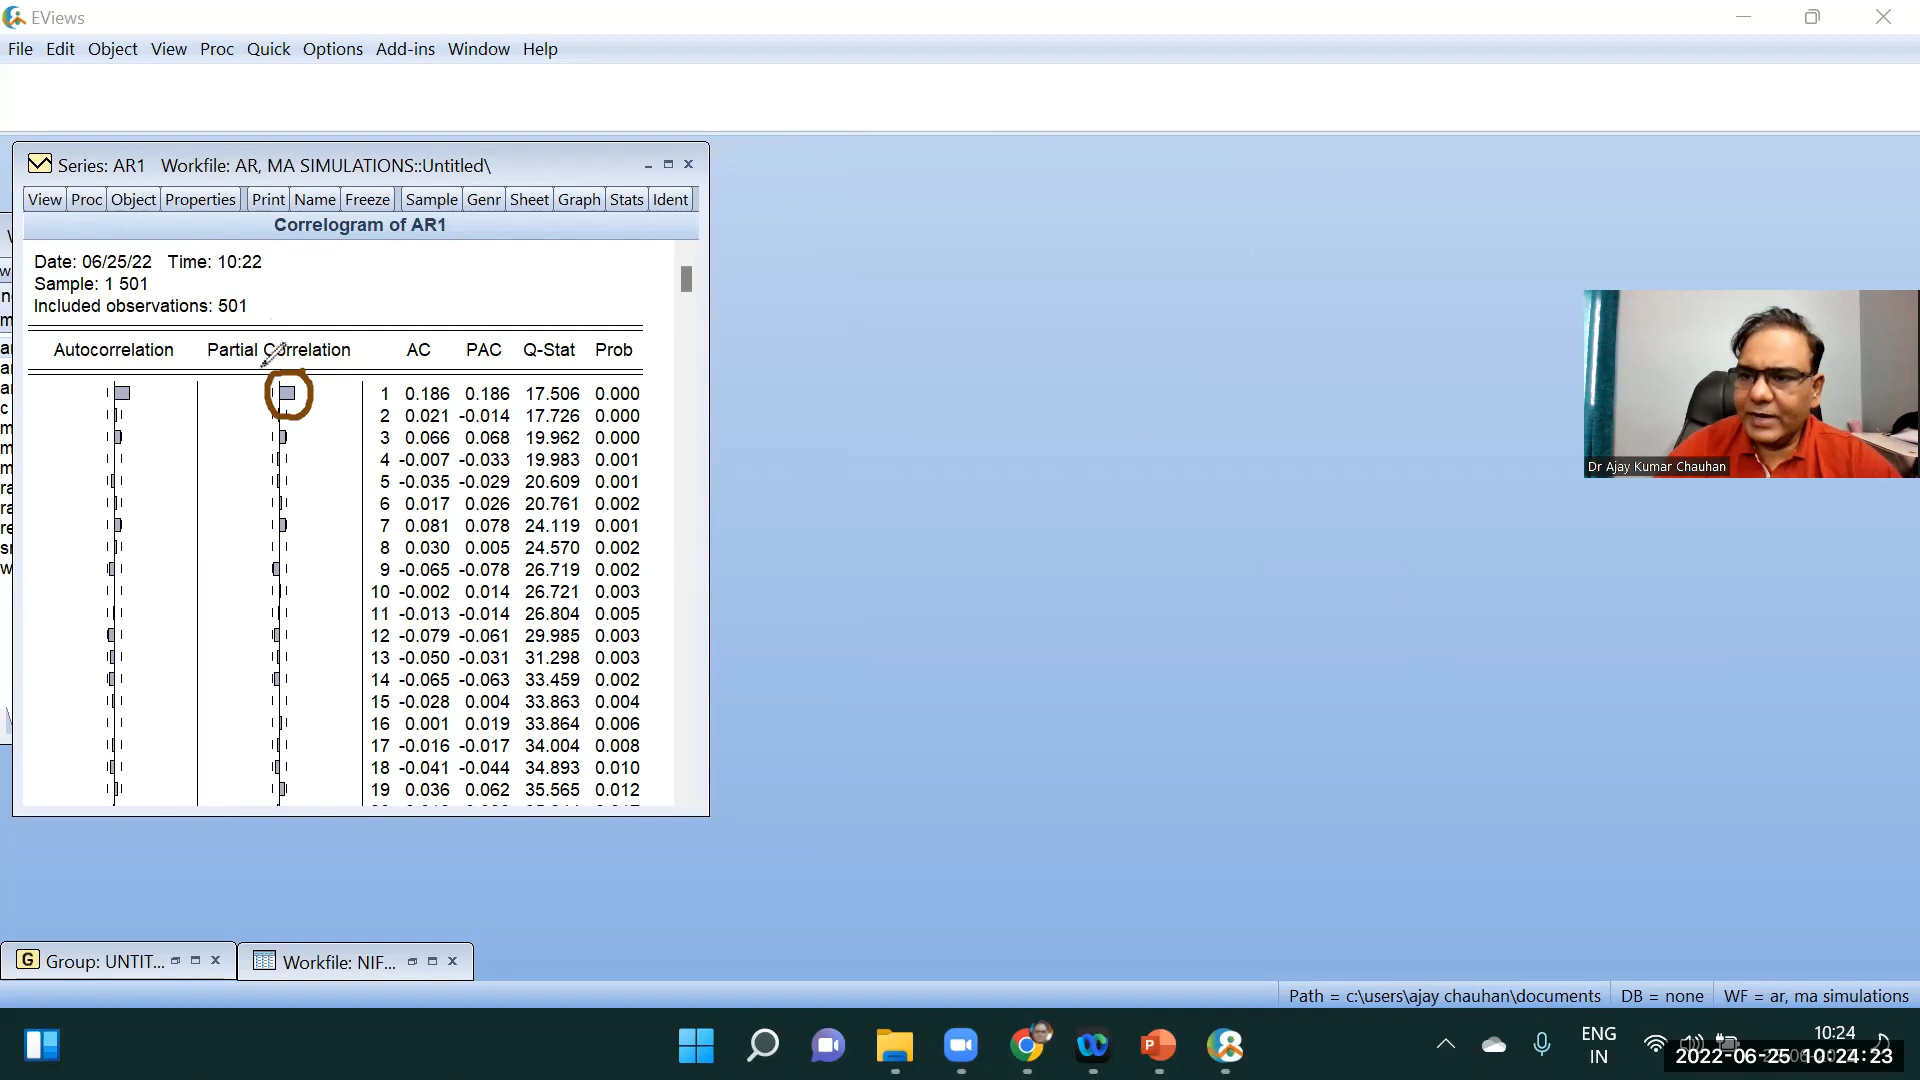 EViews
File Edit Object View Proc Quick Options Add-ins Window Help
Series: AR1 Workfile: AR, MA SIMULATIONS::Untitled\
View Proc Object Properties Print Name Freeze Sample Genr Sheet Graph Stats Ident
Correlogram of AR1
Date: 06/25/22 Time: 10:22
Sample: 1 501
Included observations: 501
Autocorrelation Partial Correlation AC PAC Q-Stat Prob
1 0.186 0.186 17.506 0.000
2 0.021 -0.014 17.726 0.000
3 0.066 0.068 19.962 0.000
4 -0.007 -0.033 19.983 0.001
5 -0.035 -0.029 20.609 0.001
6 0.017 0.026 20.761 0.002
7 0.081 0.078 24.119 0.001
8 0.030 0.005 24.570 0.002
9 -0.065 -0.078 26.719 0.002
10 -0.002 0.014 26.721 0.003
11 -0.013 -0.014 26.804 0.005
12 -0.079 -0.061 29.985 0.003
13 -0.050 -0.031 31.298 0.003
14 -0.065 -0.063 33.459 0.002
15 -0.028 0.004 33.863 0.004
16 0.001 0.019 33.864 0.006
17 -0.016 -0.017 34.004 0.008
18 -0.041 -0.044 34.893 0.010
19 0.036 0.062 35.565 0.012
Dr Ajay Kumar Chauhan
G Group: UNTIT... Workfile: NIF...
Path = c:\users\ajay chauhan\documents DB = none WF = ar, ma simulations
ENG
IN
10:24
2022-06-25 10:24:23